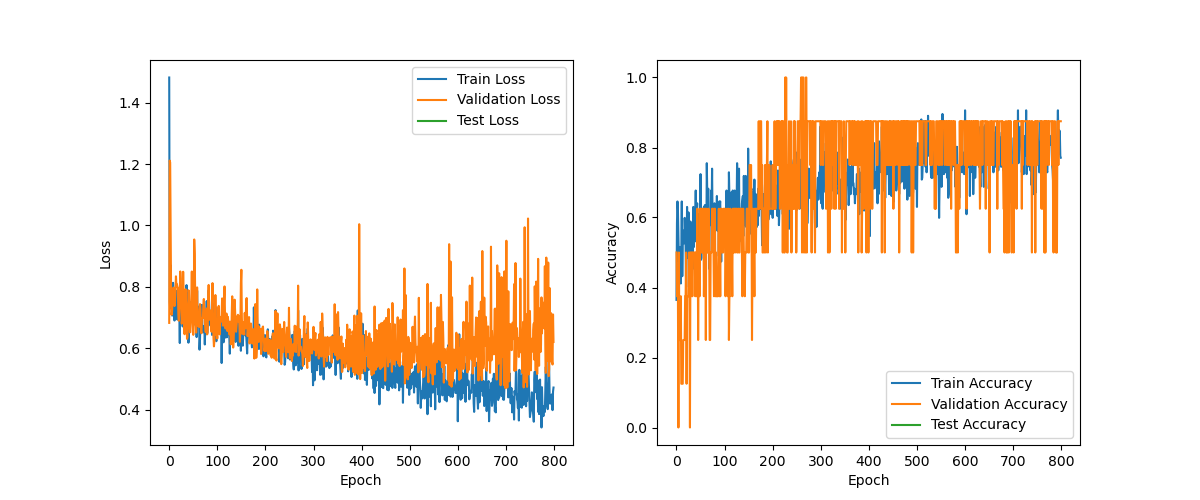 Train Loss
Validation Loss
Test Loss
1.4
1.2
1.0
0.8
0.6
0.4
Loss
0 100 200 300 400 500 600 700 800
Epoch
1.0
0.8
0.6
0.4
0.2
0.0
Accuracy
Train Accuracy
Validation Accuracy
Test Accuracy
0 100 200 300 400 500 600 700 800
Epoch